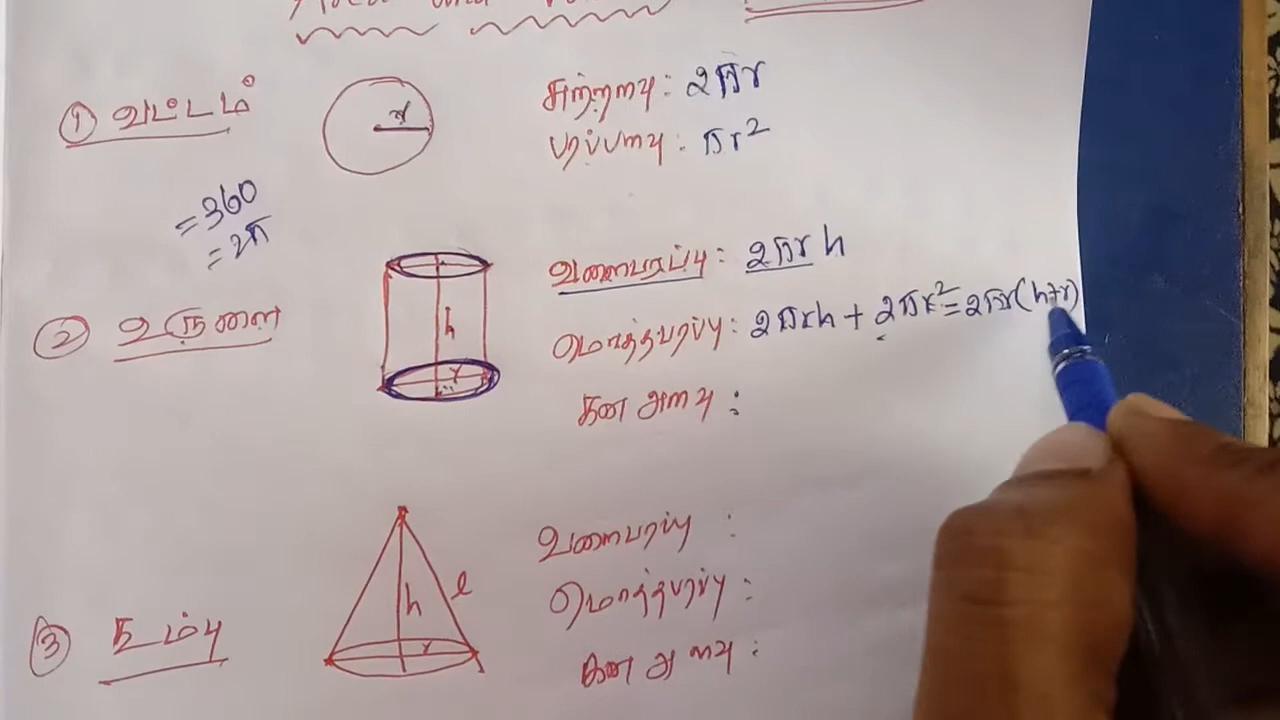 ① வட்டம்
r
சுற்றளவு : 2πr
பரப்பளவு : πr²
= 360
= 2π
② உருளை
h
r
வளைபரப்பு : 2πrh
மொத்தபரப்பு : 2πrh + 2πr² = 2πr(h+r)
கன அளவு :
③ கூம்பு
h
l
r
வளைபரப்பு :
மொத்தபரப்பு :
கன அளவு :